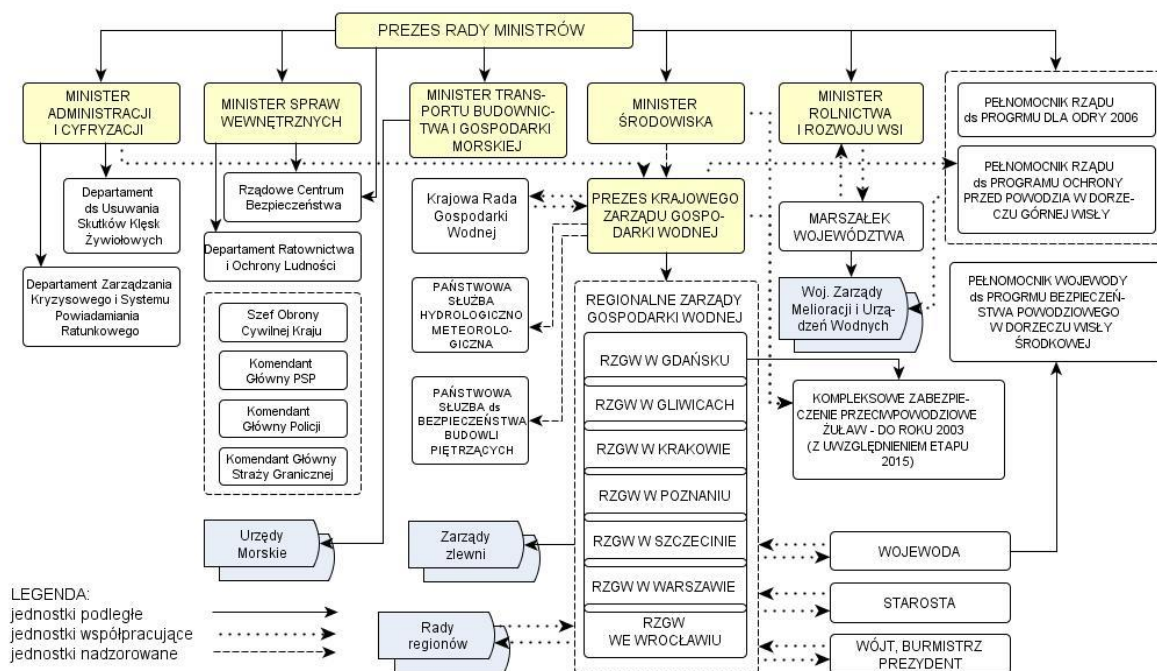 PREZES RADY MINISTRÓW
MINISTER
ADMINISTRACJI
I CYFRYZACJI
MINISTER SPRAW
WEWNĘTRZNYCH
MINISTER TRANS-
PORTU BUDOWNIC-
TWA I GOSPODARKI
MORSKIEJ
MINISTER
ŚRODOWISKA
MINISTER
ROLNICTWA
I ROZWOJU WSI
PEŁNOMOCNIK RZĄDU
ds PROGRMU DLA ODRY 2006
PEŁNOMOCNIK RZĄDU
ds PROGRAMU OCHRONY
PRZED POWODZIA W DORZE-
CZU GÓRNEJ WISŁY
Departament
ds Usuwania
Skutków Klęsk
Żywiołowych
Departament Zarządzania
Kryzysowego i Systemu
Powiadamiania
Ratunkowego
Rządowe Centrum
Bezpieczeństwa
Departament Ratownictwa
i Ochrony Ludności
Szef Obrony
Cywilnej Kraju
Komendant
Główny PSP
Komendant
Główny Policji
Komendant Główny
Straży Granicznej
Krajowa Rada
Gospodarki
Wodnej
PREZES KRAJOWEGO
ZARZĄDU GOSPO-
DARKI WODNEJ
MARSZAŁEK
WOJEWÓDZTWA
Woj. Zarządy
Melioracji i Urzą-
dzeń Wodnych
PEŁNOMOCNIK WOJEWODY
ds PROGRMU BEZPIECZEŃ-
STWA POWODZIOWEGO
W DORZECZU WISŁY
ŚRODKOWEJ
PAŃSTWOWA
SŁUŻBA
HYDROLOGICZNO
METEOROLO-
GICZNA
PAŃSTWOWA
SŁUZBA ds
BEZPIECZEŃSTWA
BUDOWLI
PIĘTRZĄCYCH
REGIONALNE ZARZĄDY
GOSPODARKI WODNEJ
RZGW W GDAŃSKU
RZGW W GLIWICACH
RZGW W KRAKOWIE
RZGW W POZNANIU
RZGW W SZCZECINIE
RZGW W WARSZAWIE
RZGW
WE WROCŁAWIU
KOMPLEKSOWE ZABEZPIE-
CZENIE PRZECIWPOWODZIOWE
ŻUŁAW - DO ROKU 2003
(Z UWZGLĘDNIENIEM ETAPU
2015)
Urzędy
Morskie
Zarządy
zlewni
Rady
regionów
WOJEWODA
STAROSTA
WÓJT, BURMISTRZ
PREZYDENT
LEGENDA:
jednostki podległe
jednostki współpracujące
jednostki nadzorowane